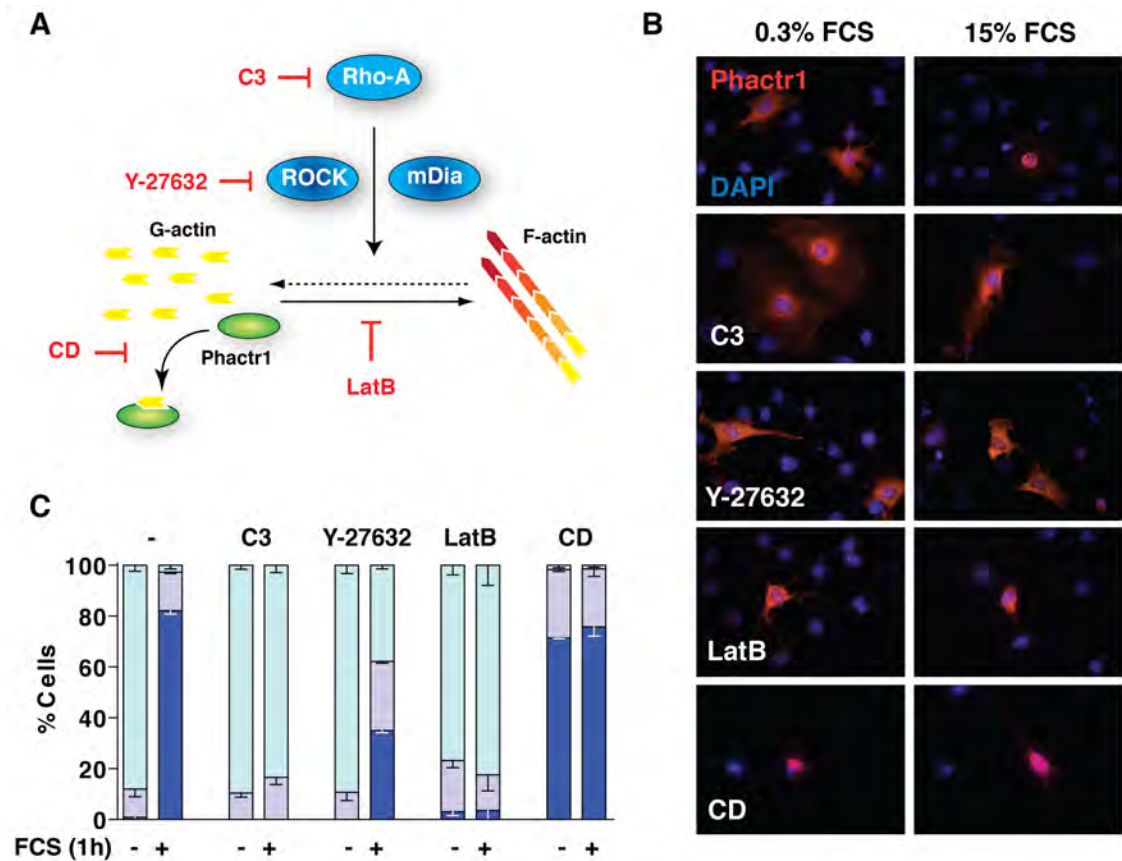 A
C3
Rho-A
Y-27632
ROCK
mDia
G-actin
F-actin
CD
Phactr1
LatB
B
0.3% FCS
15% FCS
Phactr1
DAPI
C3
Y-27632
LatB
CD
C
- C3 Y-27632 LatB CD
100
80
60
40
20
0
% Cells
FCS (1h) - + - + - + - + - +